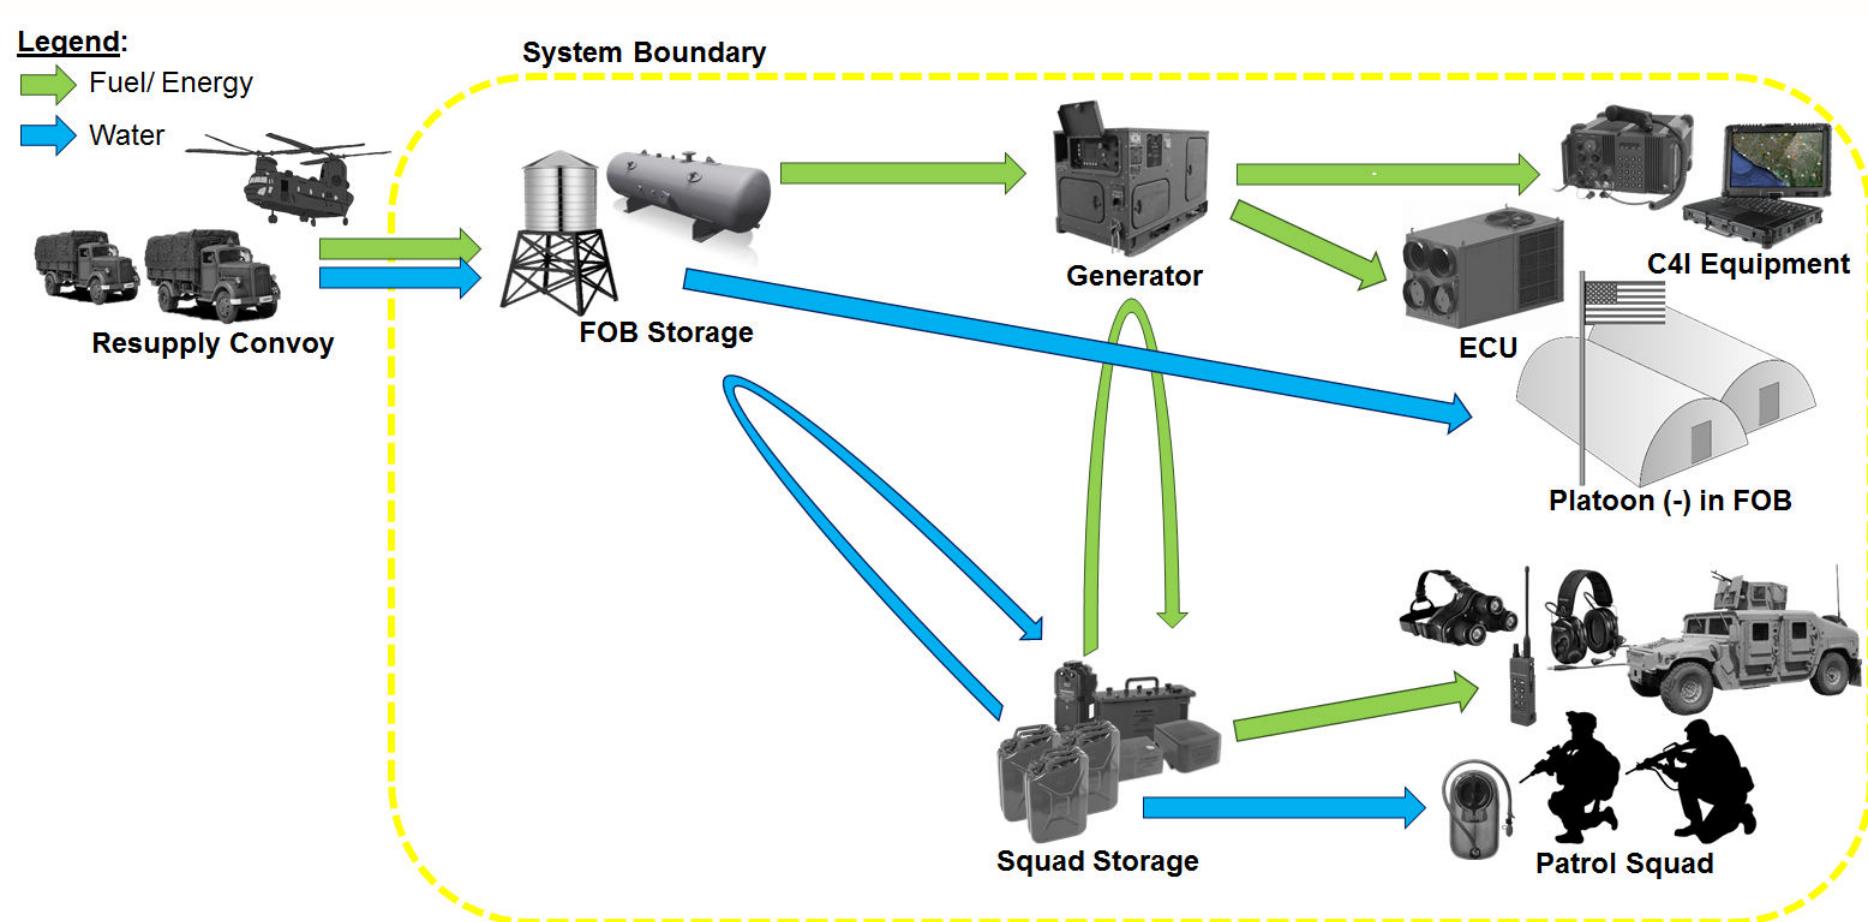 Legend:
Fuel/ Energy
Water
System Boundary
Resupply Convoy
FOB Storage
Generator
C4I Equipment
ECU
Platoon (-) in FOB
Squad Storage
Patrol Squad